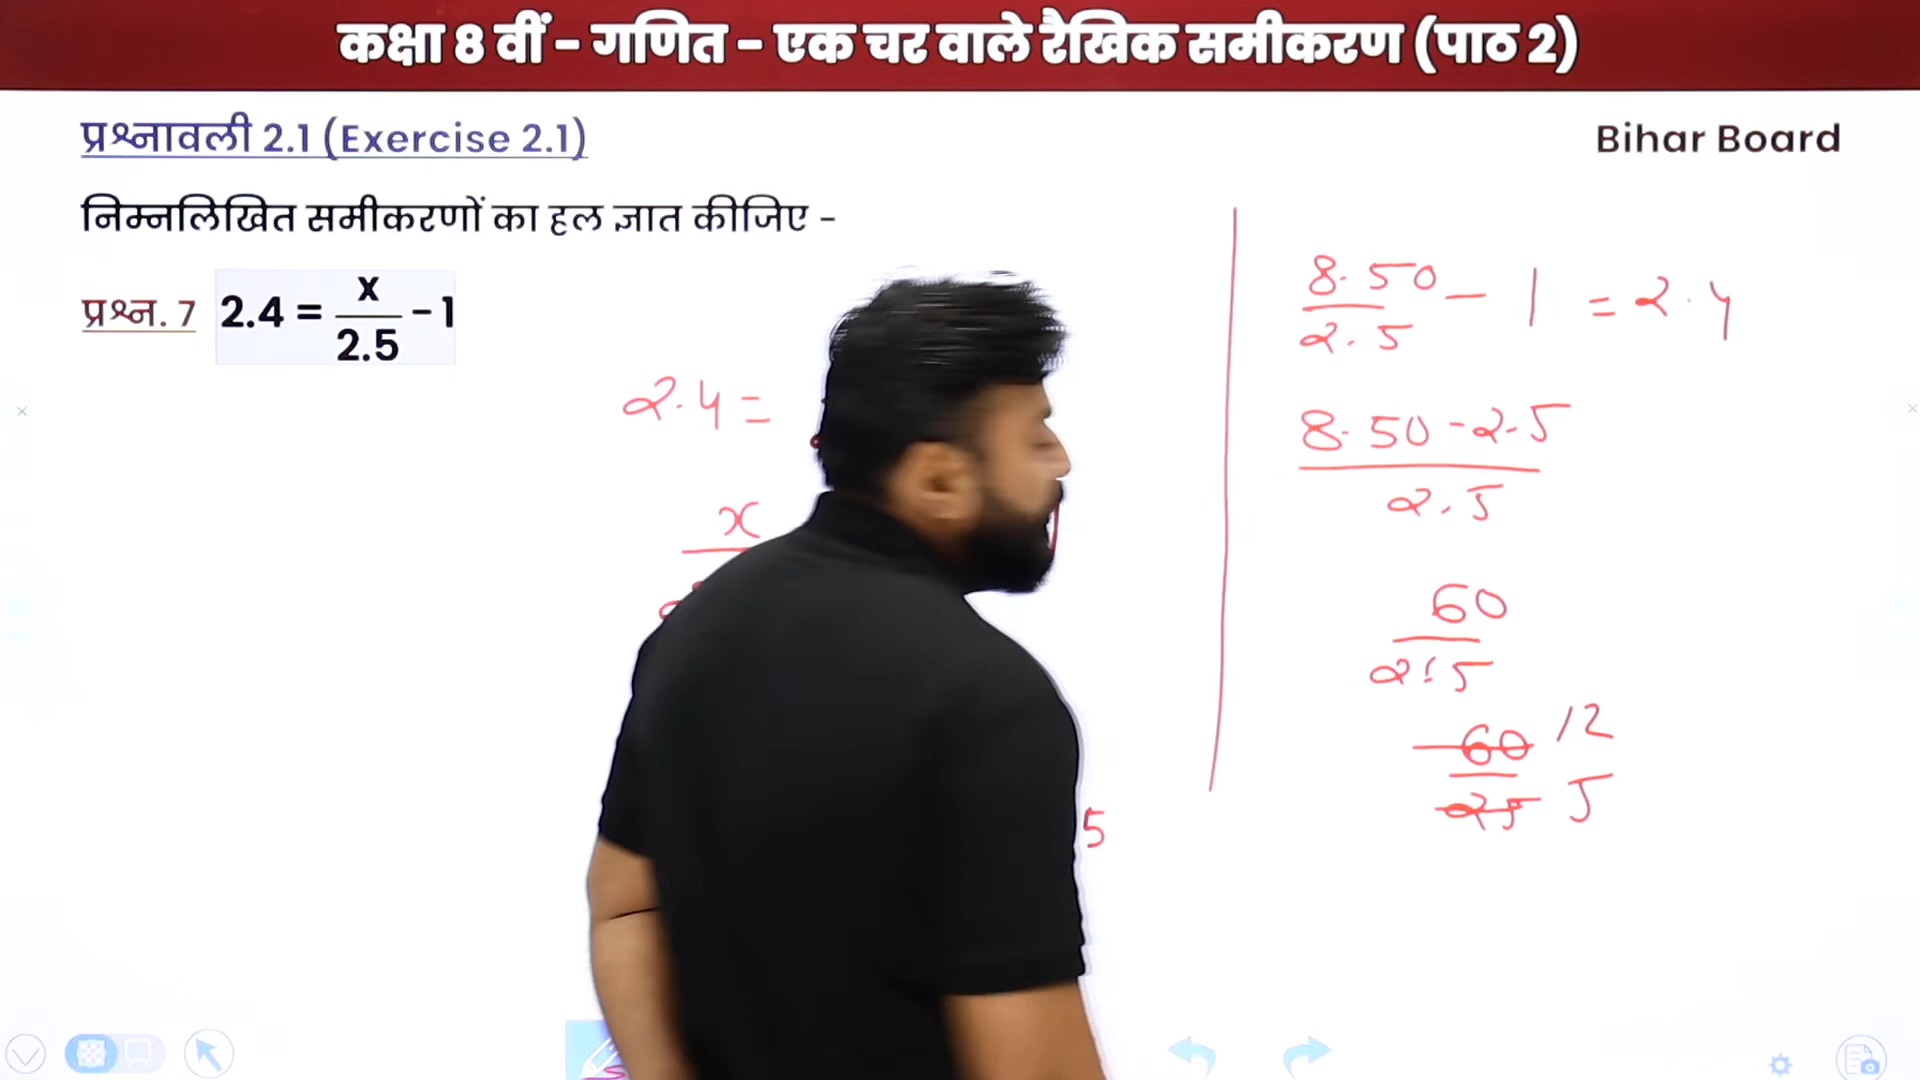 कक्षा 8 वीं - गणित - एक चर वाले रैखिक समीकरण (पाठ 2)
प्रश्नावली 2.1 (Exercise 2.1)
Bihar Board
निम्नलिखित समीकरणों का हल ज्ञात कीजिए -
प्रश्न. 7 2.4 = x/2.5 - 1
2.4 =
x
5
8.50/2.5 - 1 = 2.4
8.50-2.5
2.5
60
2.5
60 12
25 5